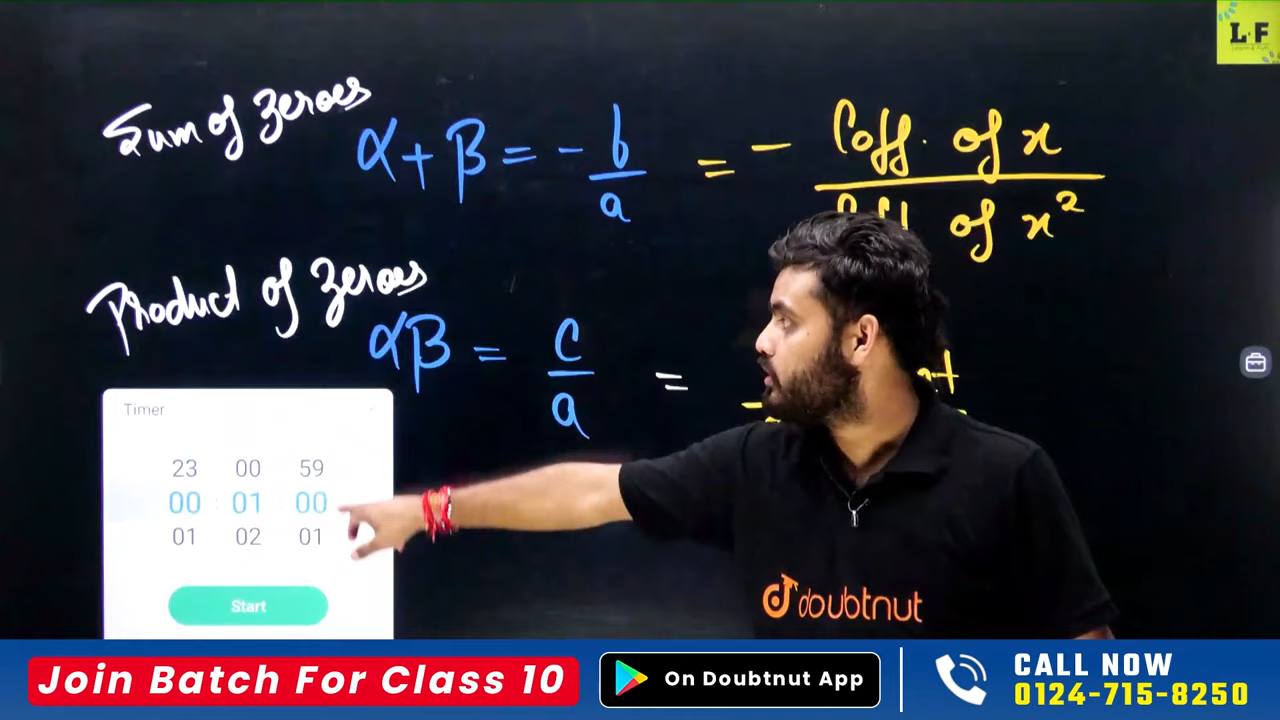 L·F
Sum of zeroes
α + β = - b/a = - Coff. of x / Coff. of x²
Product of zeroes
αβ = c/a =
Timer
23 00 59
00 : 01 : 00
01 02 01
Start
doubtnut
Join Batch For Class 10
On Doubtnut App
CALL NOW
0124-715-8250